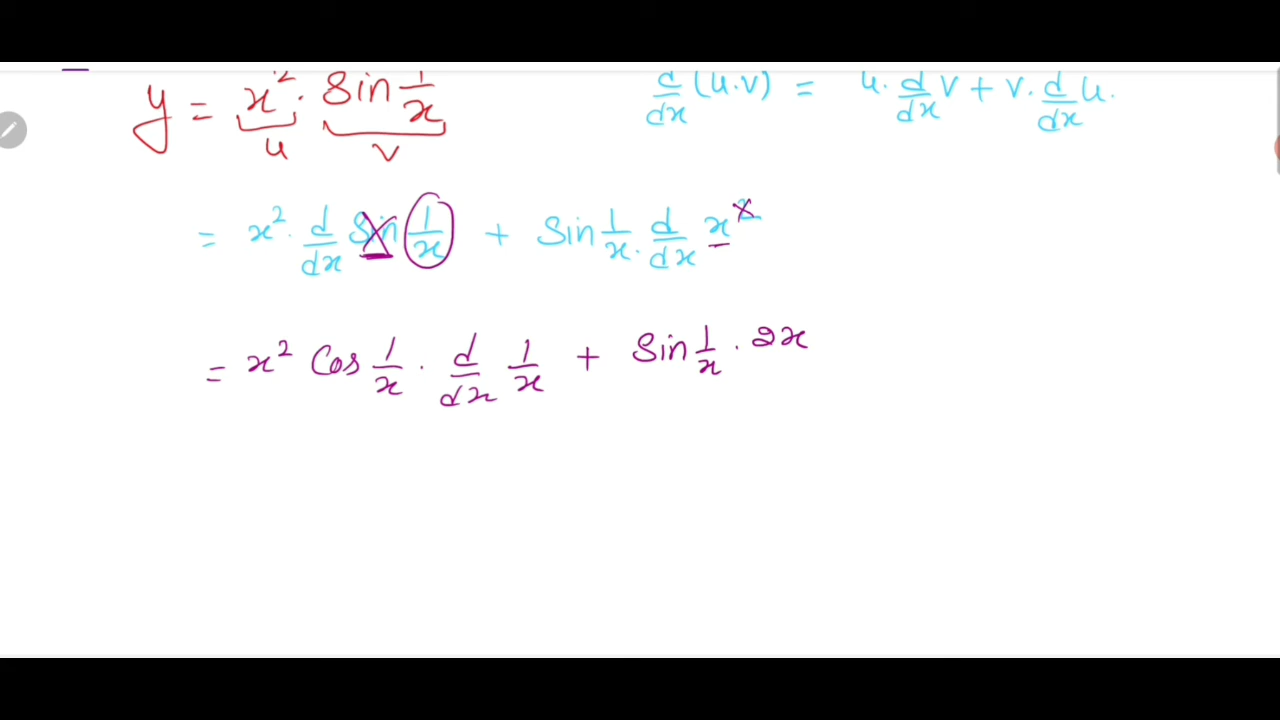 y = x². Sin 1/x
d/dx (u.v) = u. d/dx v + v. d/dx u.
u v
= x². d/dx Sin 1/x + Sin 1/x. d/dx x²
= x² Cos 1/x . d/dx 1/x + Sin 1/x . 2x